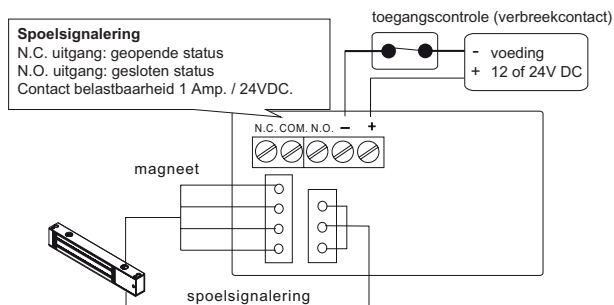 toegangscontrole (verbreekcontact)
Spoelsignalering
N.C. uitgang: geopende status
N.O. uitgang: gesloten status
Contact belastbaarheid 1 Amp. / 24VDC.
- voeding
+ 12 of 24V DC
N.C. COM. N.O. – +
magneet
spoelsignalering